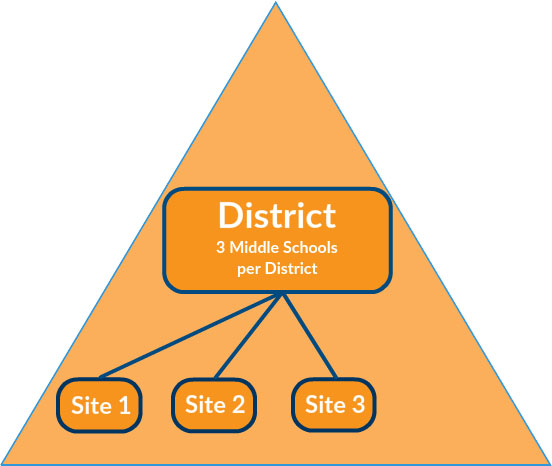 District
3 Middle Schools
per District
Site 1
Site 2
Site 3